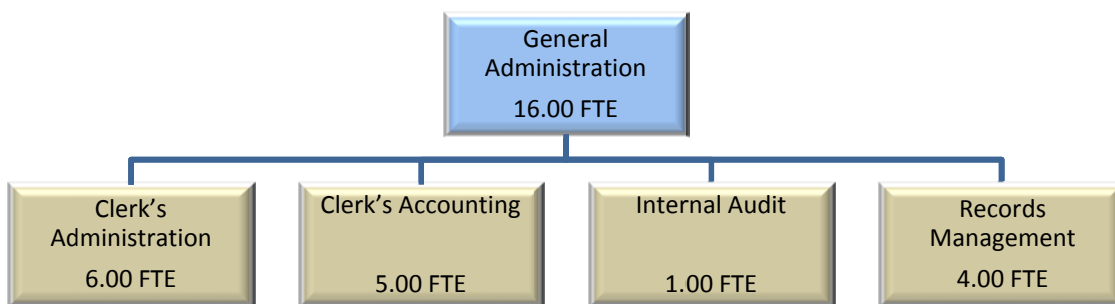 General
Administration
16.00 FTE
Clerk’s
Administration
6.00 FTE
Clerk’s Accounting
5.00 FTE
Internal Audit
1.00 FTE
Records
Management
4.00 FTE